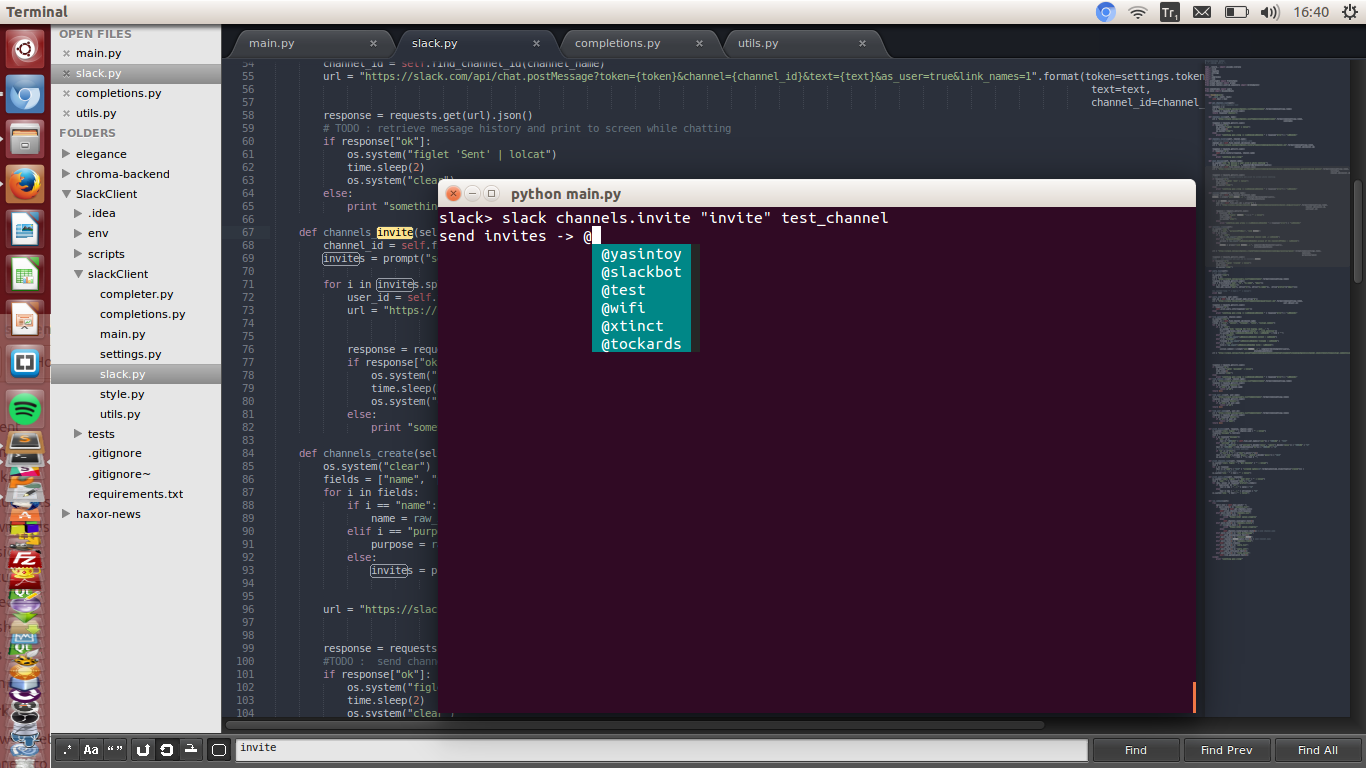 Terminal
Tr1
16:40
OPEN FILES
main.py
slack.py
completions.py
utils.py
FOLDERS
elegance
chroma-backend
SlackClient
.idea
env
scripts
slackClient
completer.py
completions.py
main.py
settings.py
slack.py
style.py
utils.py
tests
.gitignore
.gitignore~
requirements.txt
haxor-news
main.py
slack.py
completions.py
utils.py
54 channel_id = self.find_channel_id(channel_name)
55 url = "https://slack.com/api/chat.postMessage?token={token}&channel={channel_id}&text={text}&as_user=true&link_names=1".format(token=settings.token
56 text=text,
57 channel_id=channel_
58 response = requests.get(url).json()
59 # TODO : retrieve message history and print to screen while chatting
60 if response["ok"]:
61 os.system("figlet 'Sent' | lolcat")
62 time.sleep(2)
63 os.system("clear
64 else:
65 print "somethin
66
67 def channels_invite(sel
68 channel_id = self.f
69 invites = prompt("se
70
71 for i in invites.sp
72 user_id = self.
73 url = "https://
74
75
76 response = reque
77 if response["ok
78 os.system("
79 time.sleep(
80 os.system("
81 else:
82 print "some
83
84 def channels_create(sel
85 os.system("clear")
86 fields = ["name", "
87 for i in fields:
88 if i == "name":
89 name = raw_
90 elif i == "purp
91 purpose = ra
92 else:
93 invites = p
94
95
96 url = "https://slac
97
98
99 response = requests
100 #TODO :  send chann
101 if response["ok"]:
102 os.system("figl
103 time.sleep(2)
104 os.system("clear")
python main.py
slack> slack channels.invite "invite" test_channel
send invites -> @
@yasintoy
@slackbot
@test
@wifi
@xtinct
@tockards
.* Aa “ ”
invite
Find
Find Prev
Find All